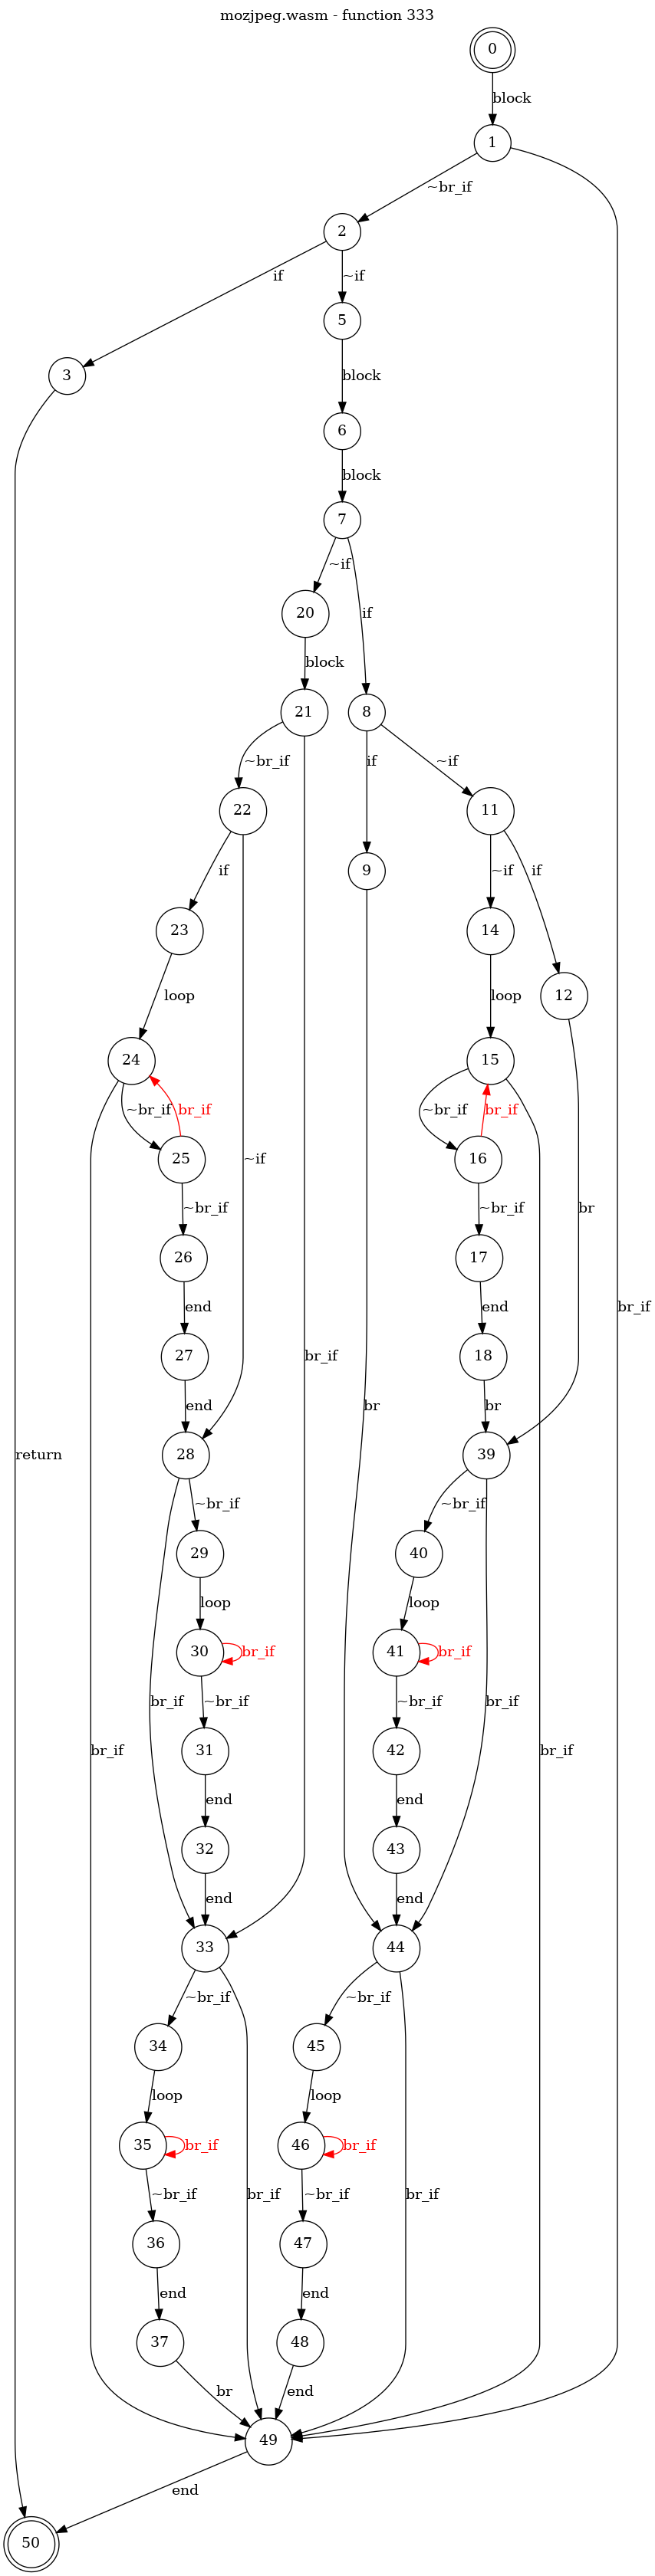 mozjpeg.wasm - function 333
0
block
1
~br_if
2
if
~if
5
3
block
6
block
7
~if
if
20
block
21
8
~br_if
if
~if
22
11
if
9
~if
if
23
14
12
loop
loop
24
15
~br_if
br_if
~br_if
br_if
25
~if
16
~br_if
~br_if
br
26
17
end
end
br_if
27
br_if
18
end
br
br
return
28
39
~br_if
~br_if
29
40
loop
loop
30
br_if
41
br_if
br_if
~br_if
~br_if
br_if
br_if
31
42
br_if
end
end
32
43
end
end
33
44
~br_if
~br_if
34
45
loop
loop
35
br_if
46
br_if
~br_if
br_if
~br_if
br_if
36
47
end
end
37
48
br
end
49
end
50